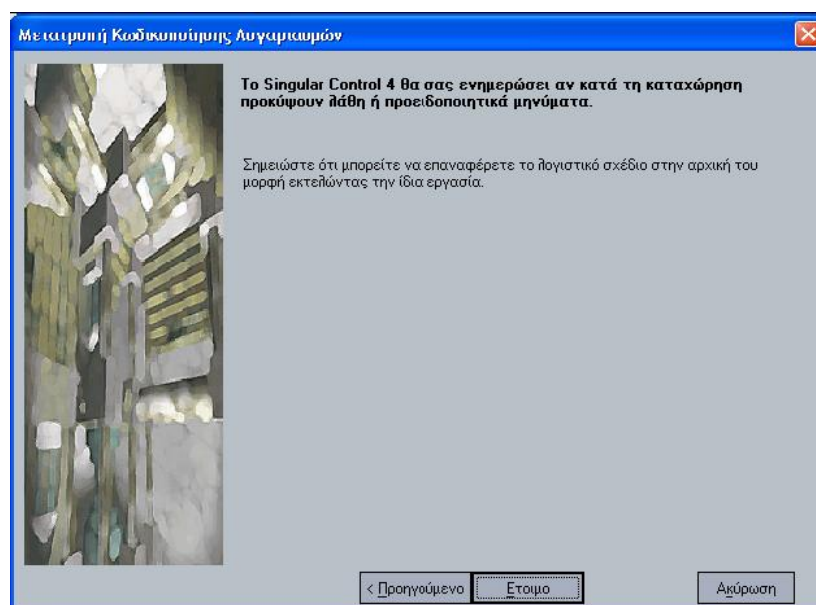 Μετατροπή Κωδικοποίησης Λογαριασμών
Το Singular Control 4 θα σας ενημερώσει αν κατά τη καταχώρηση
προκύψουν λάθη ή προειδοποιητικά μηνύματα.
Σημειώστε ότι μπορείτε να επαναφέρετε το λογιστικό σχέδιο στην αρχική του
μορφή εκτελώντας την ίδια εργασία.
< Προηγούμενο Ετοιμο Ακύρωση